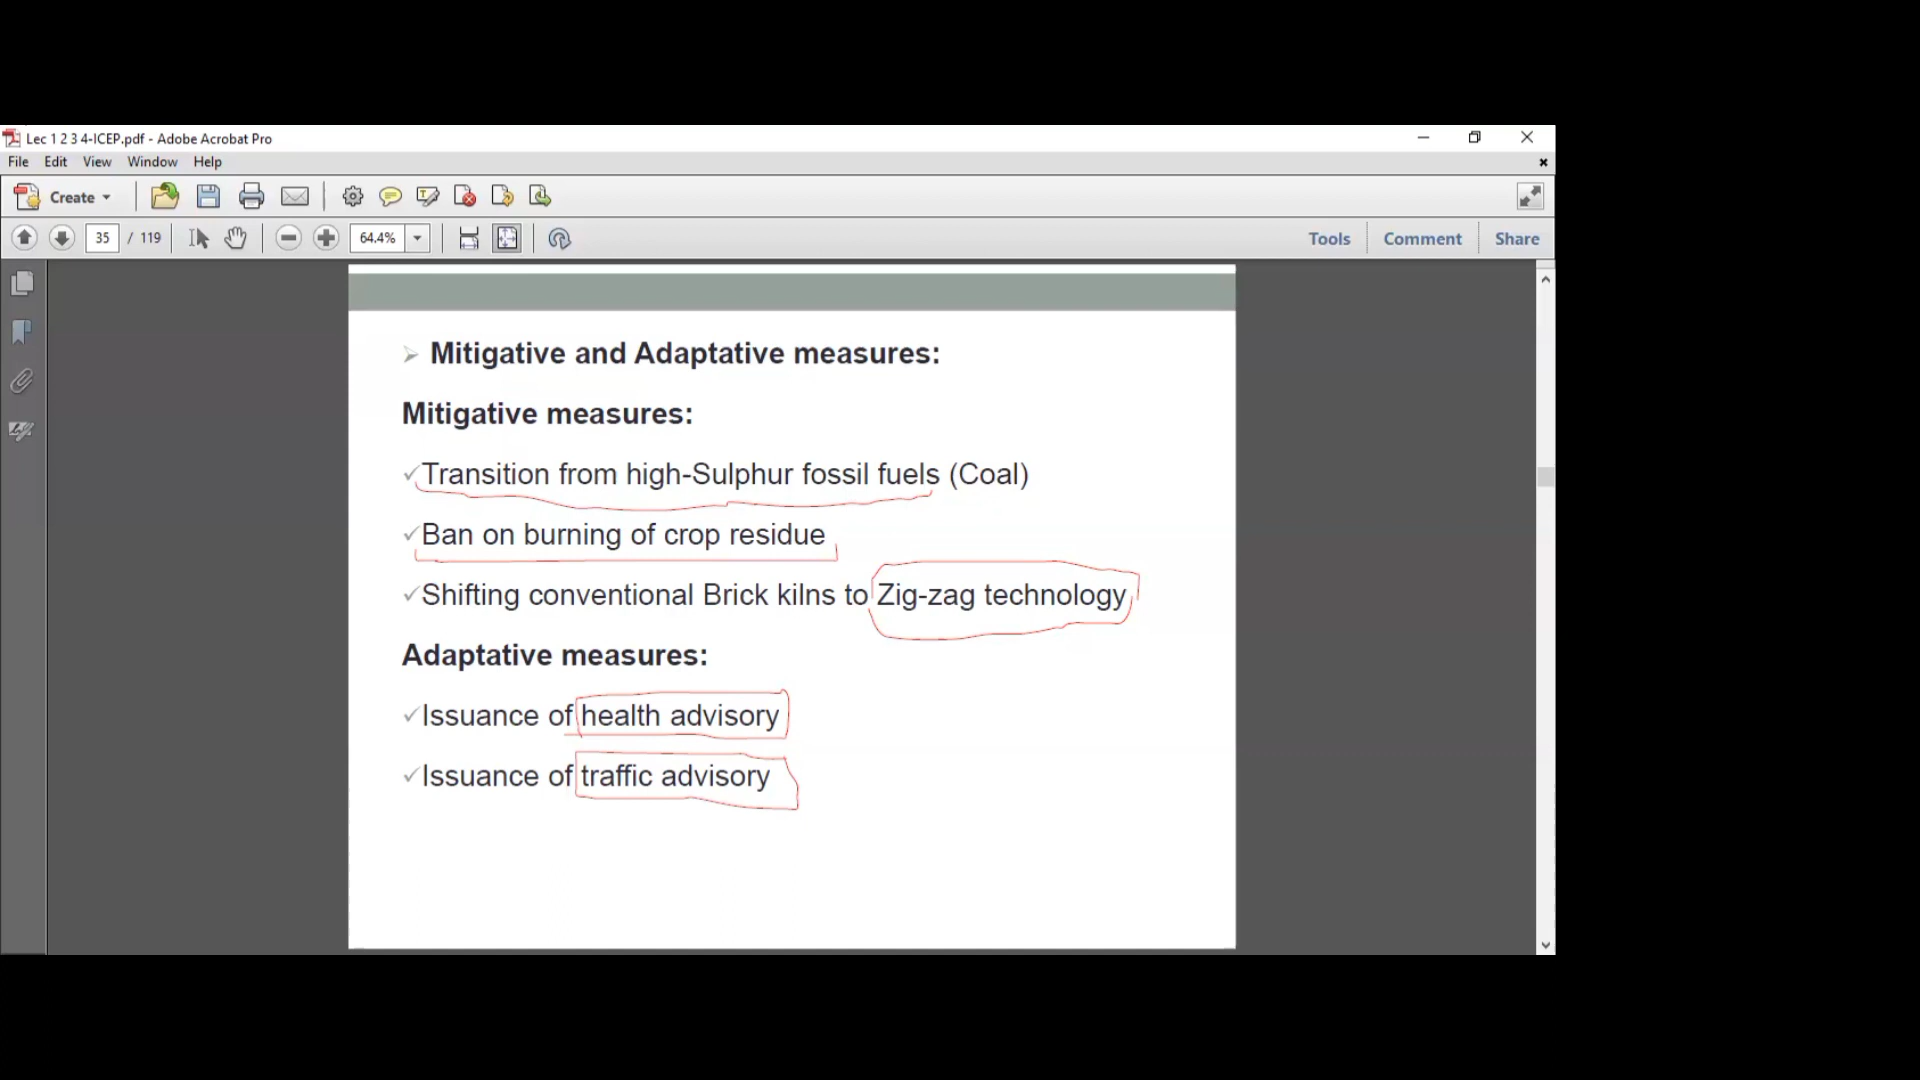 Lec 1 2 3 4-ICEP.pdf - Adobe Acrobat Pro
File Edit View Window Help
Create
35 / 119 64.4% Tools Comment Share
Mitigative and Adaptative measures:
Mitigative measures:
Transition from high-Sulphur fossil fuels (Coal)
Ban on burning of crop residue
Shifting conventional Brick kilns to Zig-zag technology
Adaptative measures:
Issuance of health advisory
Issuance of traffic advisory